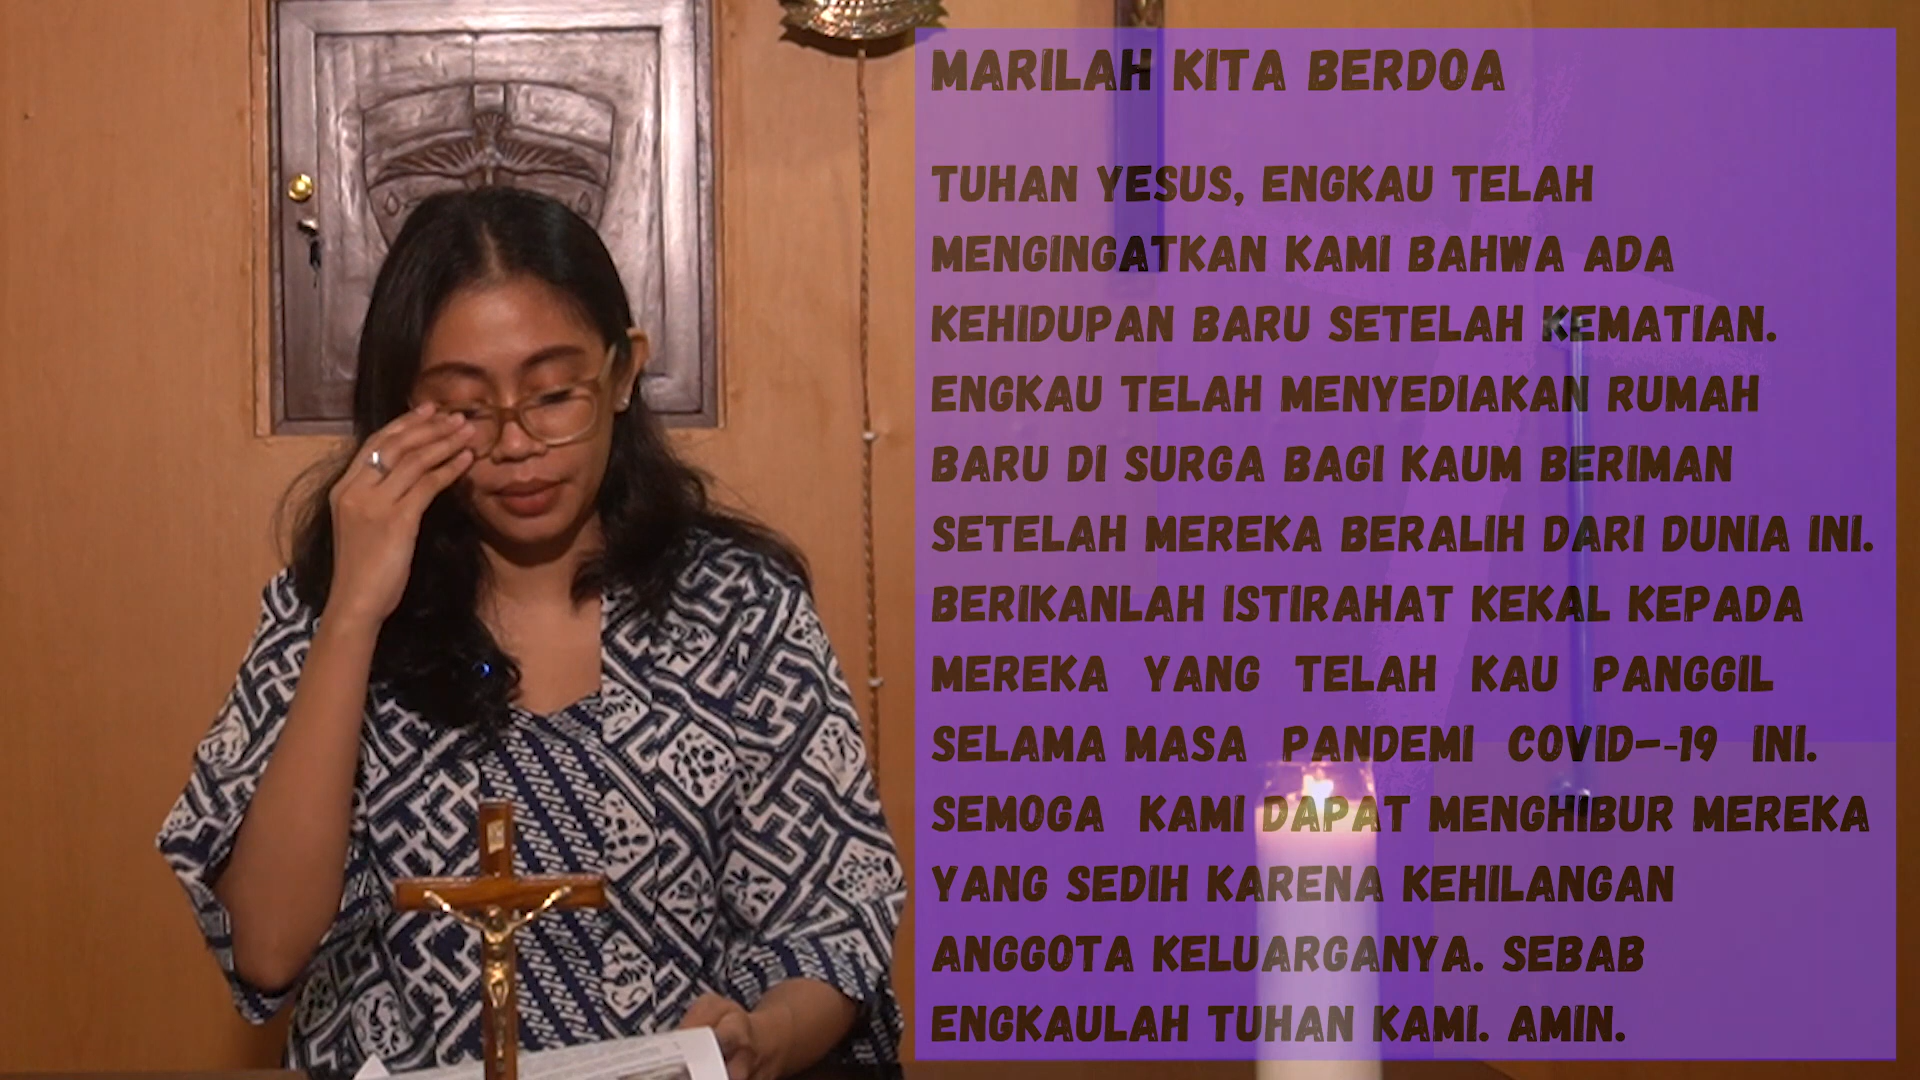 MARILAH KITA BERDOA
TUHAN YESUS, ENGKAU TELAH
MENGINGATKAN KAMI BAHWA ADA
KEHIDUPAN BARU SETELAH KEMATIAN.
ENGKAU TELAH MENYEDIAKAN RUMAH
BARU DI SURGA BAGI KAUM BERIMAN
SETELAH MEREKA BERALIH DARI DUNIA INI.
BERIKANLAH ISTIRAHAT KEKAL KEPADA
MEREKA YANG TELAH KAU PANGGIL
SELAMA MASA PANDEMI COVID--19 INI.
SEMOGA KAMI DAPAT MENGHIBUR MEREKA
YANG SEDIH KARENA KEHILANGAN
ANGGOTA KELUARGANYA. SEBAB
ENGKAULAH TUHAN KAMI. AMIN.